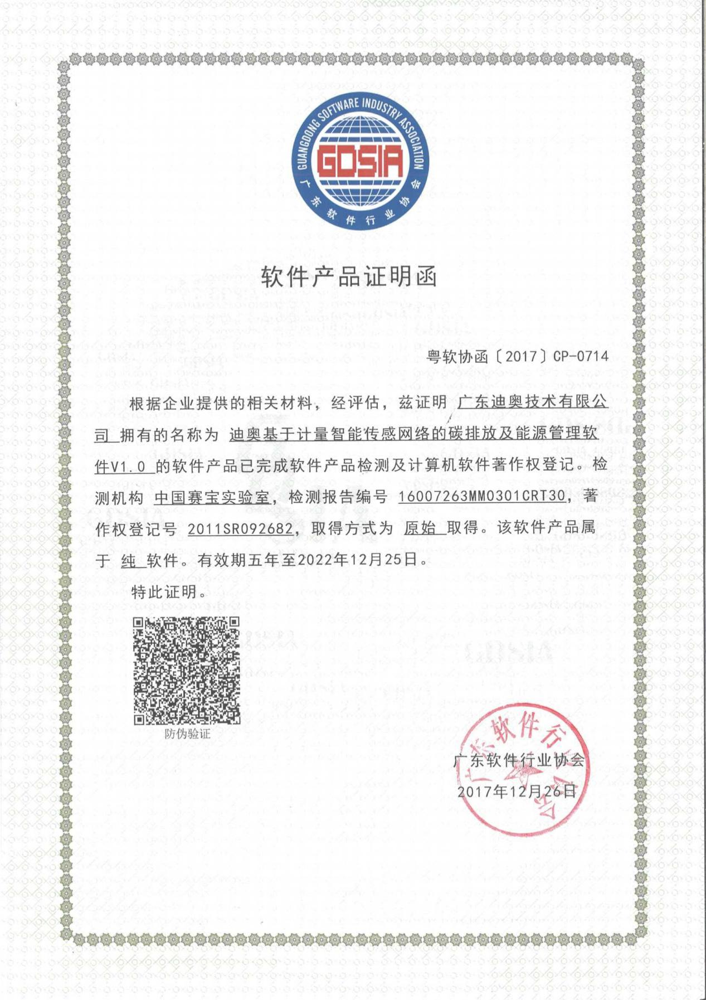 GUANGDONG SOFTWARE INDUSTRY ASSOCIATION
GDSIA
广东软件行业协会
软件产品证明函
粤软协函〔2017〕CP-0714
根据企业提供的相关材料，经评估，兹证明 广东迪奥技术有限公
司 拥有的名称为 迪奥基于计量智能传感网络的碳排放及能源管理软
件V1.0 的软件产品已完成软件产品检测及计算机软件著作权登记。检
测机构 中国赛宝实验室，检测报告编号 16007263MM0301CRT30，著
作权登记号 2011SR092682，取得方式为 原始 取得。该软件产品属
于 纯 软件。有效期五年至2022年12月25日。
特此证明。
防伪验证
广东软件行业协会
广东软件行业协会
2017年12月26日